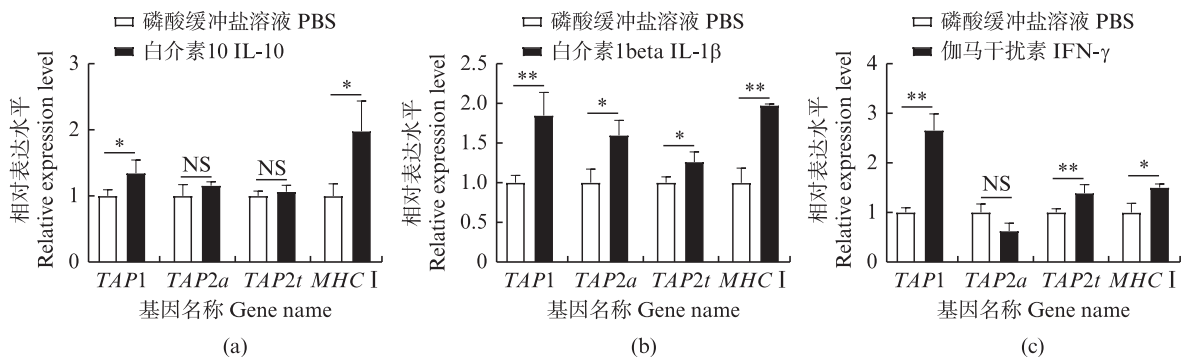 磷酸缓冲盐溶液 PBS
白介素10 IL-10
相对表达水平
Relative expression level
3
2
1
0
*
NS
NS
*
TAP1 TAP2a TAP2t MHC I
基因名称 Gene name
(a)
磷酸缓冲盐溶液 PBS
白介素1beta IL-1β
相对表达水平
Relative expression level
2.5
2.0
1.5
1.0
0.5
0
**
*
*
**
TAP1 TAP2a TAP2t MHC I
基因名称 Gene name
(b)
磷酸缓冲盐溶液 PBS
伽马干扰素 IFN-γ
相对表达水平
Relative expression level
4
3
2
1
0
**
NS
**
*
TAP1 TAP2a TAP2t MHC I
基因名称 Gene name
(c)